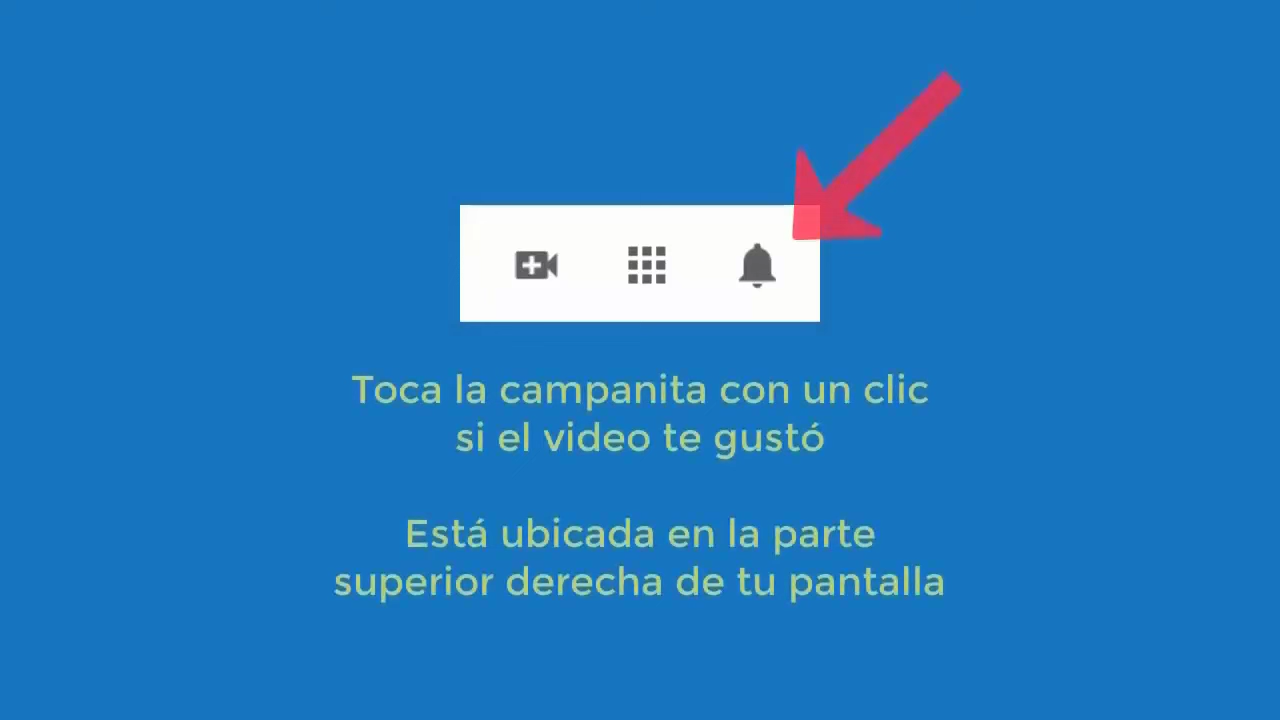 Toca la campanita con un clic
si el video te gustó
Está ubicada en la parte
superior derecha de tu pantalla